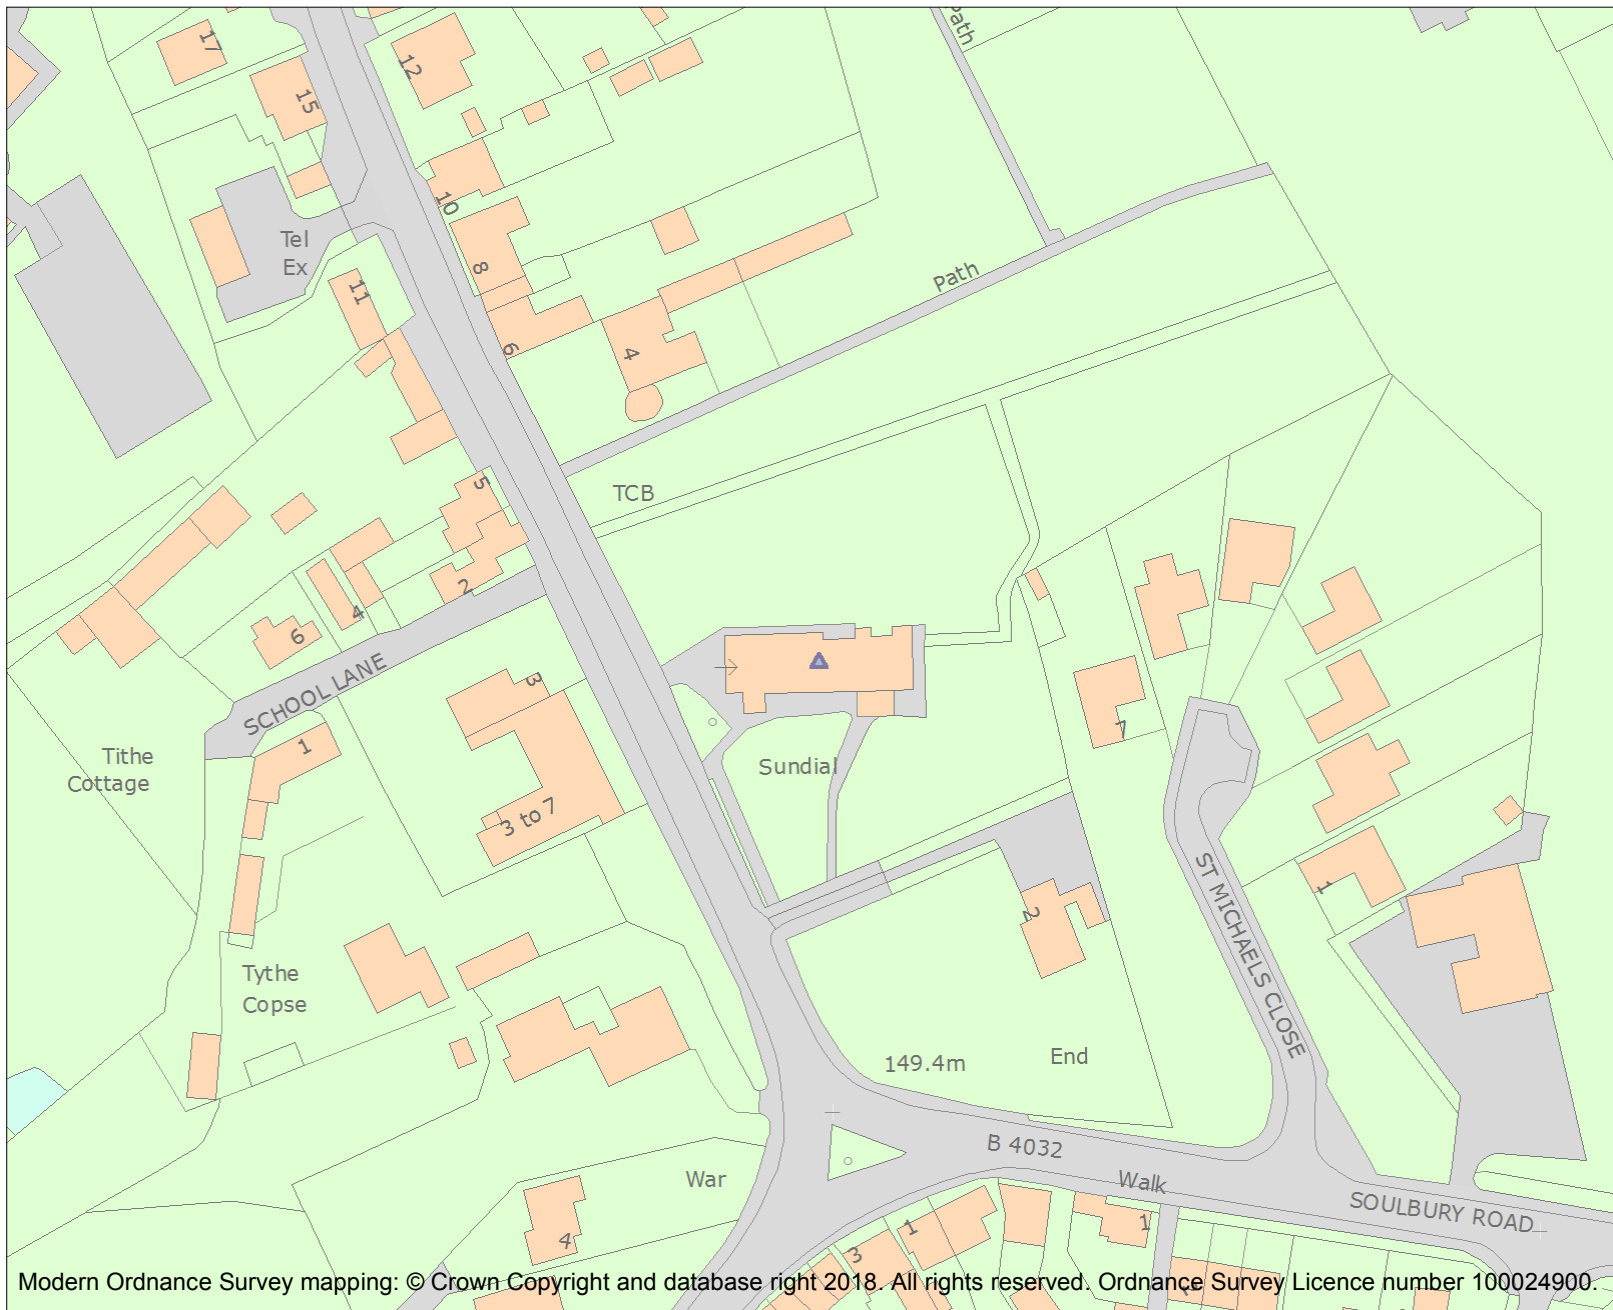 17
12
Path
15
10
Tel
Ex
8
11
Path
6
4
5
TCB
2
4
6
SCHOOL LANE
3
1
7
Tithe
Cottage
Sundial
3 to 7
ST MICHAELS CLOSE
1
2
Tythe
Copse
149.4m
End
B 4032
War
Walk
SOULBURY ROAD
4
1
1
3
Modern Ordnance Survey mapping: © Crown Copyright and database right 2018. All rights reserved. Ordnance Survey Licence number 100024900.